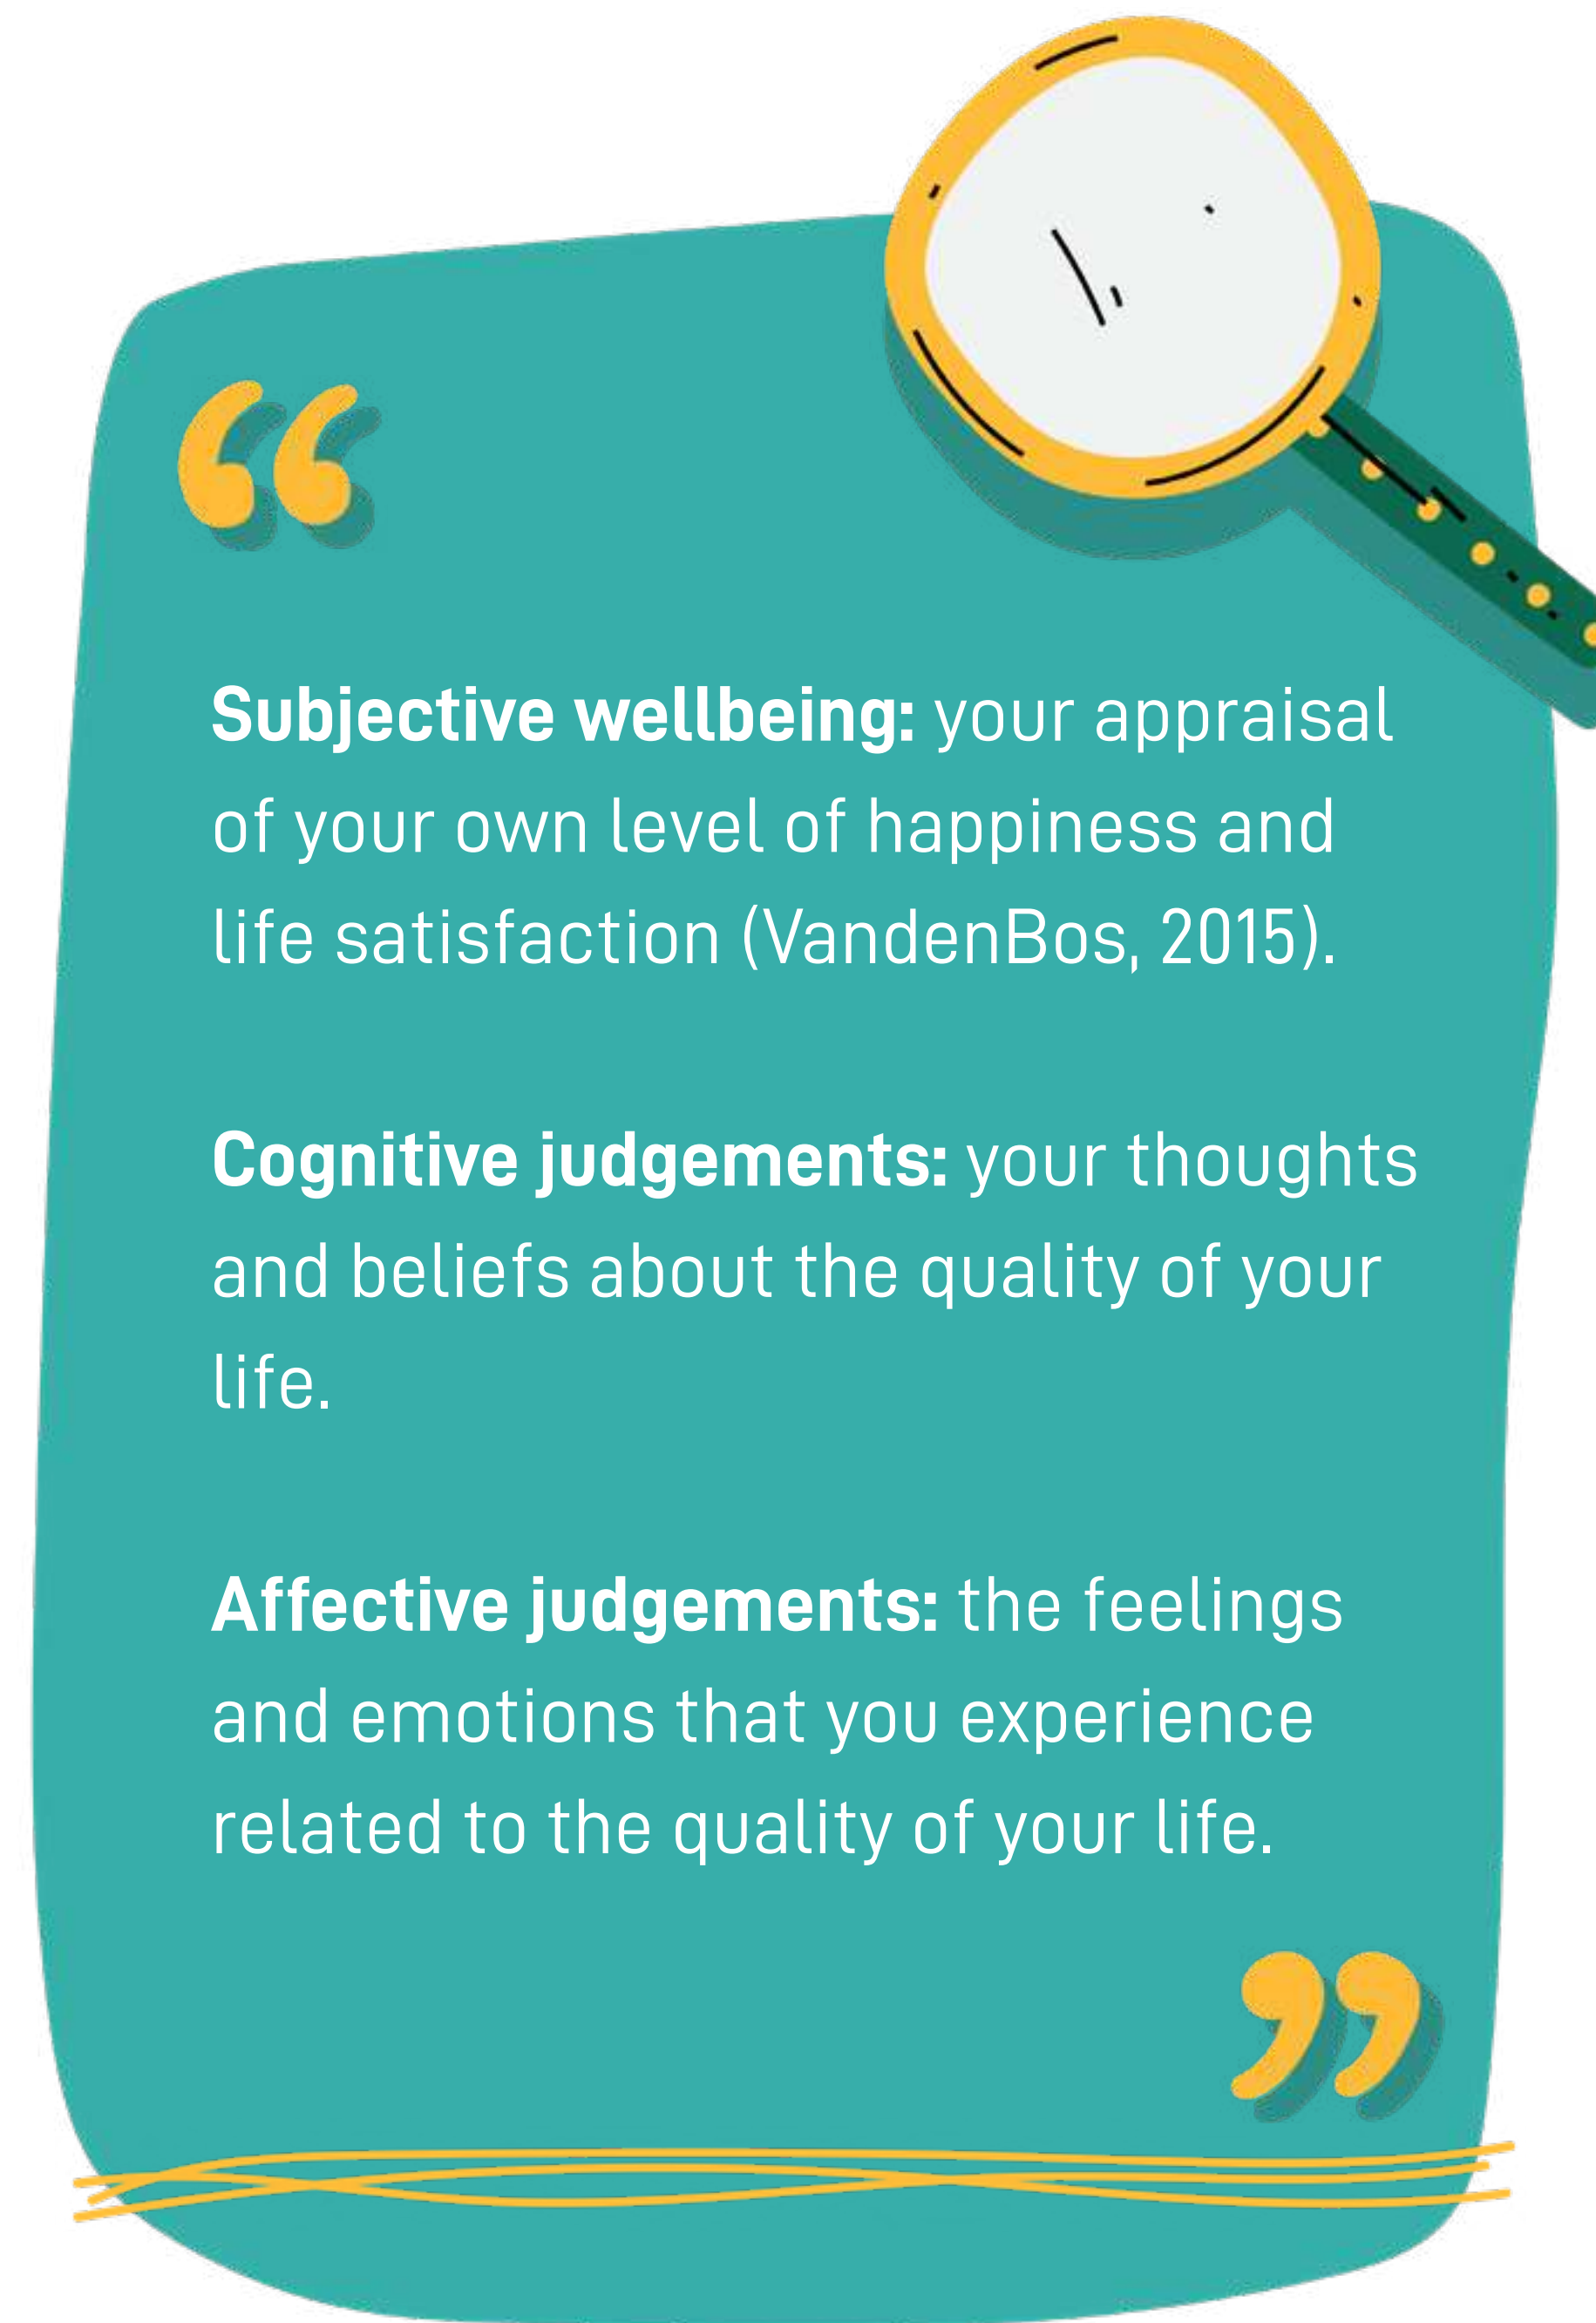 Subjective wellbeing: your appraisal
of your own level of happiness and
life satisfaction (VandenBos, 2015).
Cognitive judgements: your thoughts
and beliefs about the quality of your
life.
Affective judgements: the feelings
and emotions that you experience
related to the quality of your life.